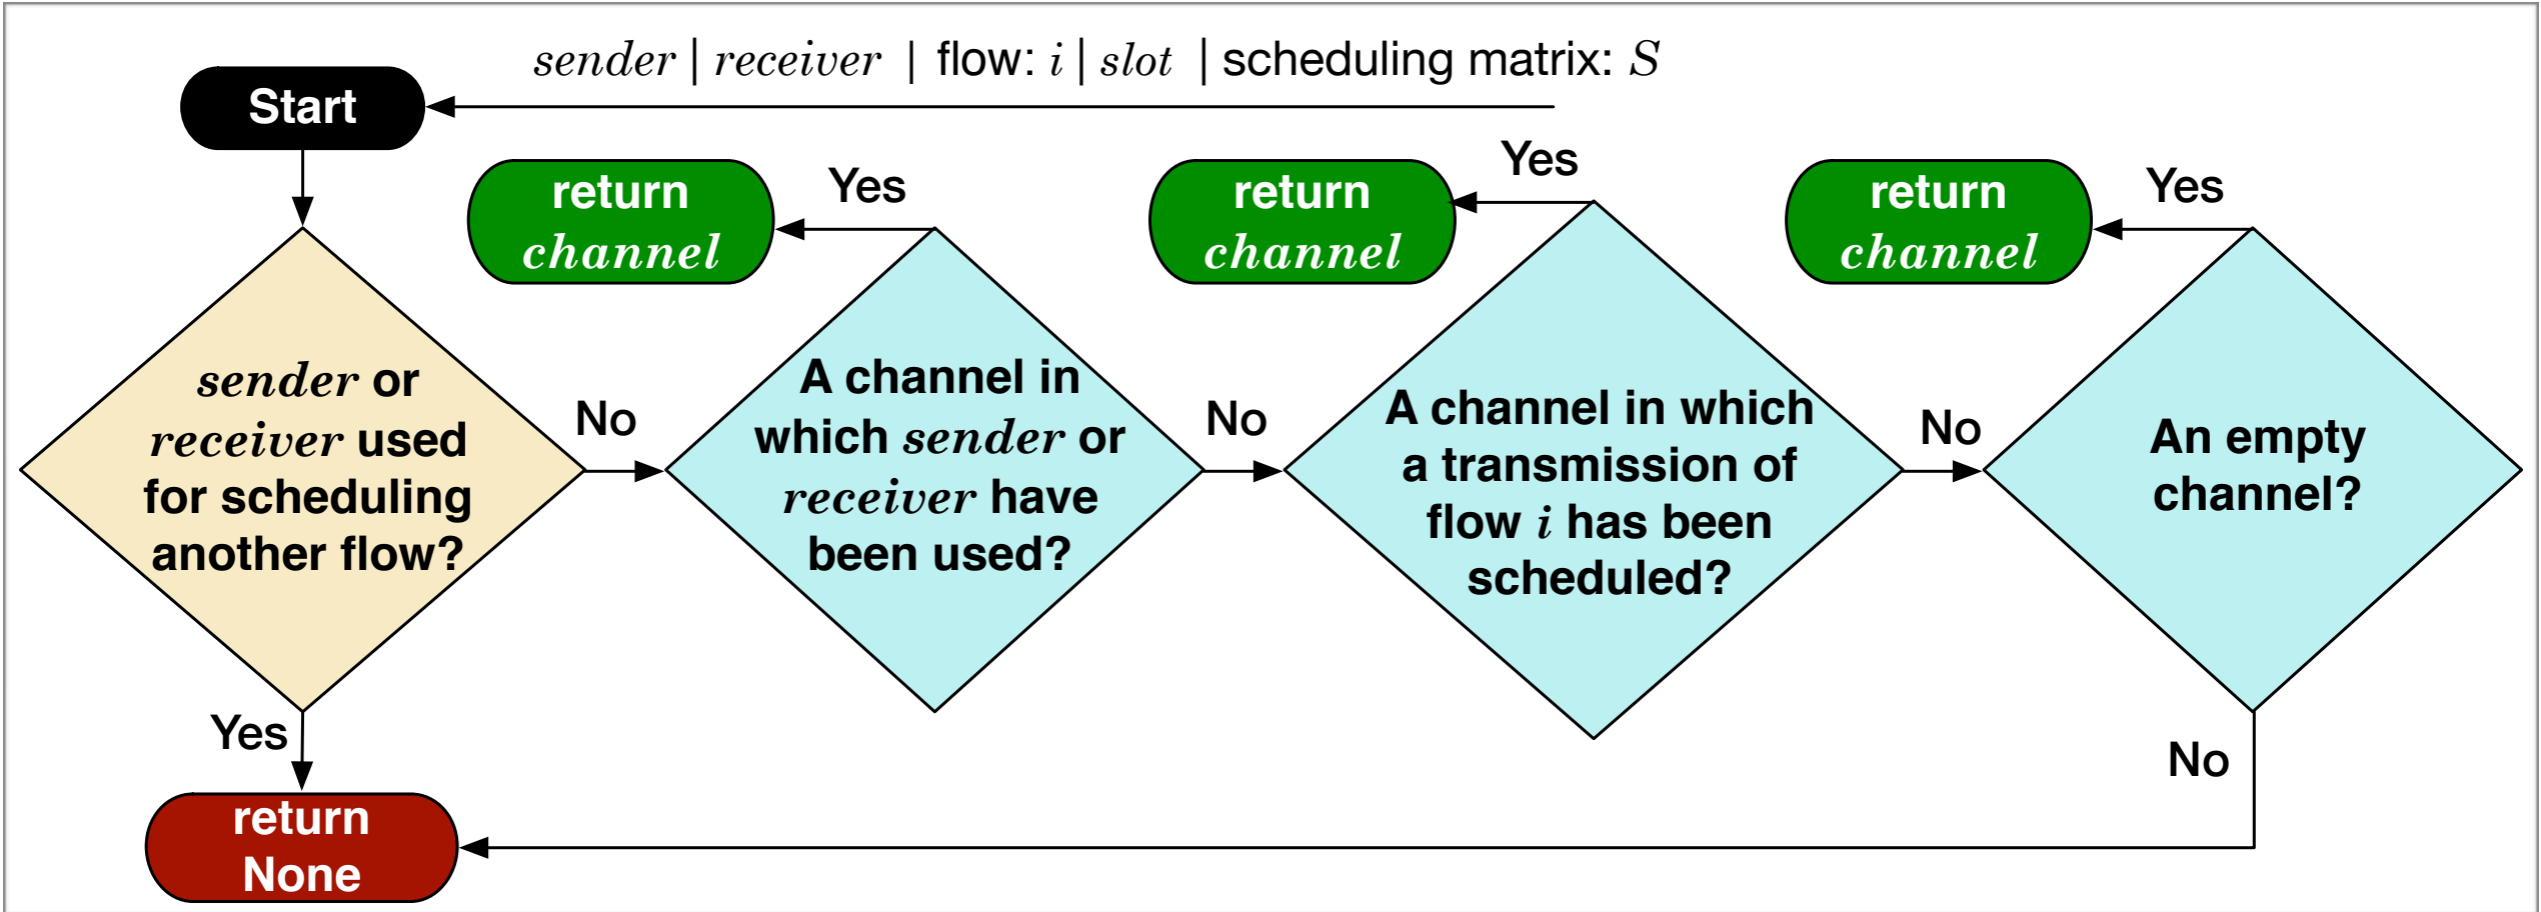 sender | receiver | flow: i | slot | scheduling matrix: S
Start
sender or
receiver used
for scheduling
another flow?
Yes
return
None
No
A channel in
which sender or
receiver have
been used?
Yes
return
channel
No
A channel in which
a transmission of
flow i has been
scheduled?
Yes
return
channel
No
An empty
channel?
Yes
return
channel
No